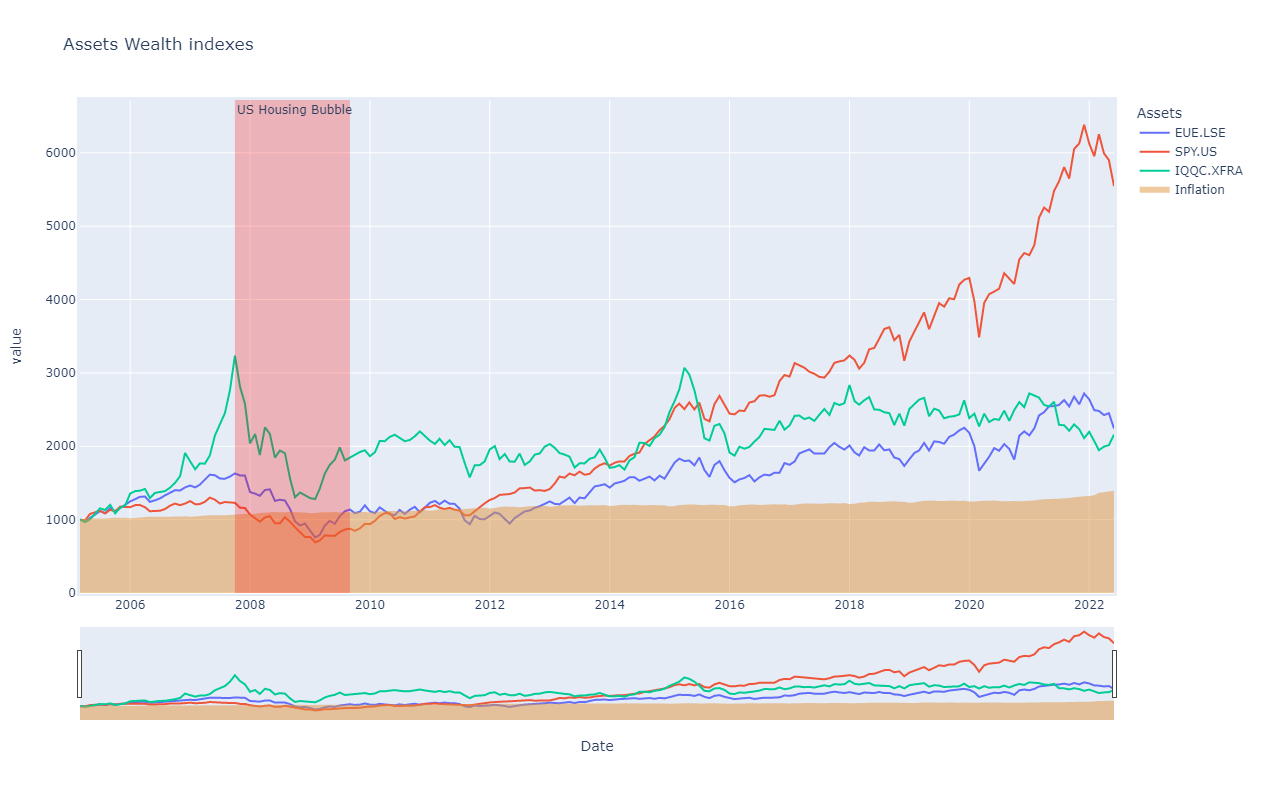 Assets Wealth indexes
US Housing Bubble
Assets
EUE.LSE
SPY.US
IQQC.XFRA
Inflation
value
6000
5000
4000
3000
2000
1000
0
2006 2008 2010 2012 2014 2016 2018 2020 2022
Date